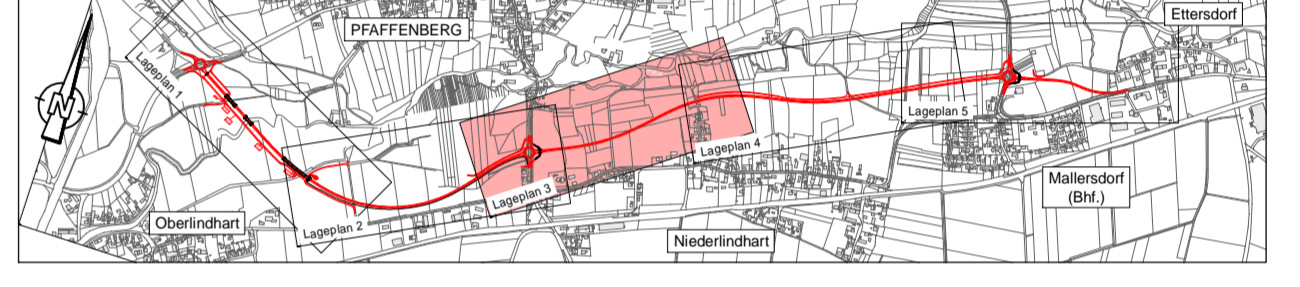 Ettersdorf
PFAFFENBERG
Lageplan 1
N
Lageplan 5
Lageplan 4
Mallersdorf
(Bhf.)
Lageplan 3
Oberlindhart
Lageplan 2
Niederlindhart